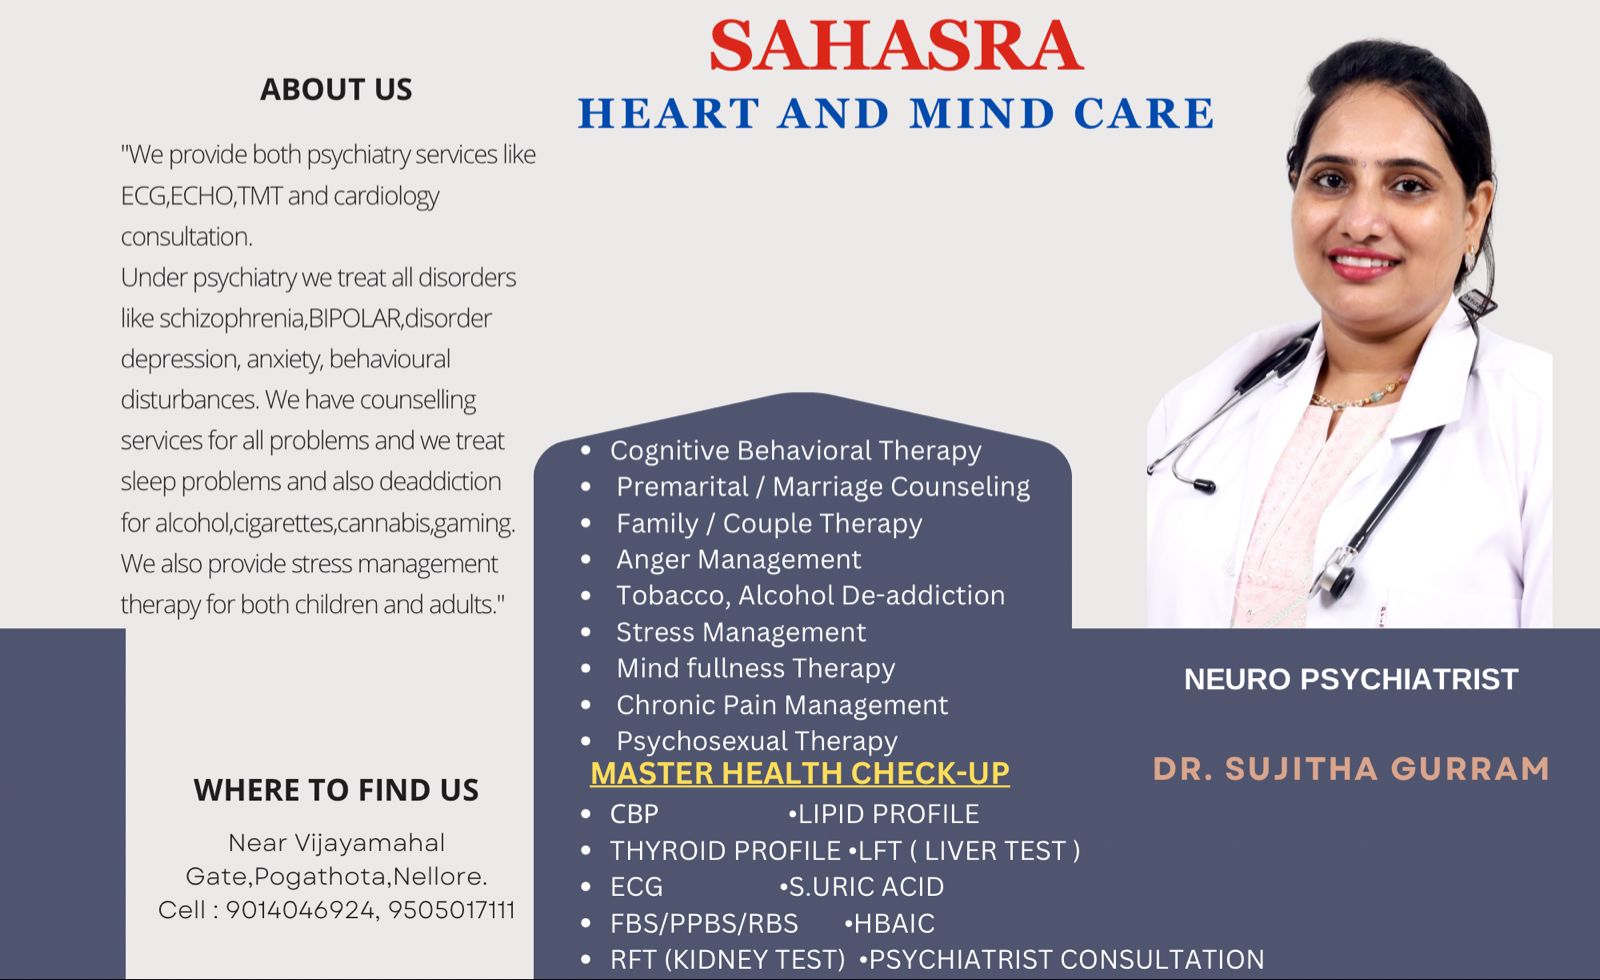 SAHASRA
HEART AND MIND CARE
ABOUT US
"We provide both psychiatry services like
ECG,ECHO,TMT and cardiology
consultation.
Under psychiatry we treat all disorders
like schizophrenia,BIPOLAR,disorder
depression, anxiety, behavioural
disturbances. We have counselling
services for all problems and we treat
sleep problems and also deaddiction
for alcohol,cigarettes,cannabis,gaming.
We also provide stress management
therapy for both children and adults."
WHERE TO FIND US
Near Vijayamahal
Gate,Pogathota,Nellore.
Cell : 9014046924, 9505017111
• Cognitive Behavioral Therapy
• Premarital / Marriage Counseling
• Family / Couple Therapy
• Anger Management
• Tobacco, Alcohol De-addiction
• Stress Management
• Mind fullness Therapy
• Chronic Pain Management
• Psychosexual Therapy
MASTER HEALTH CHECK-UP
• CBP •LIPID PROFILE
• THYROID PROFILE •LFT ( LIVER TEST )
• ECG •S.URIC ACID
• FBS/PPBS/RBS •HBAIC
• RFT (KIDNEY TEST) •PSYCHIATRIST CONSULTATION
NEURO PSYCHIATRIST
DR. SUJITHA GURRAM